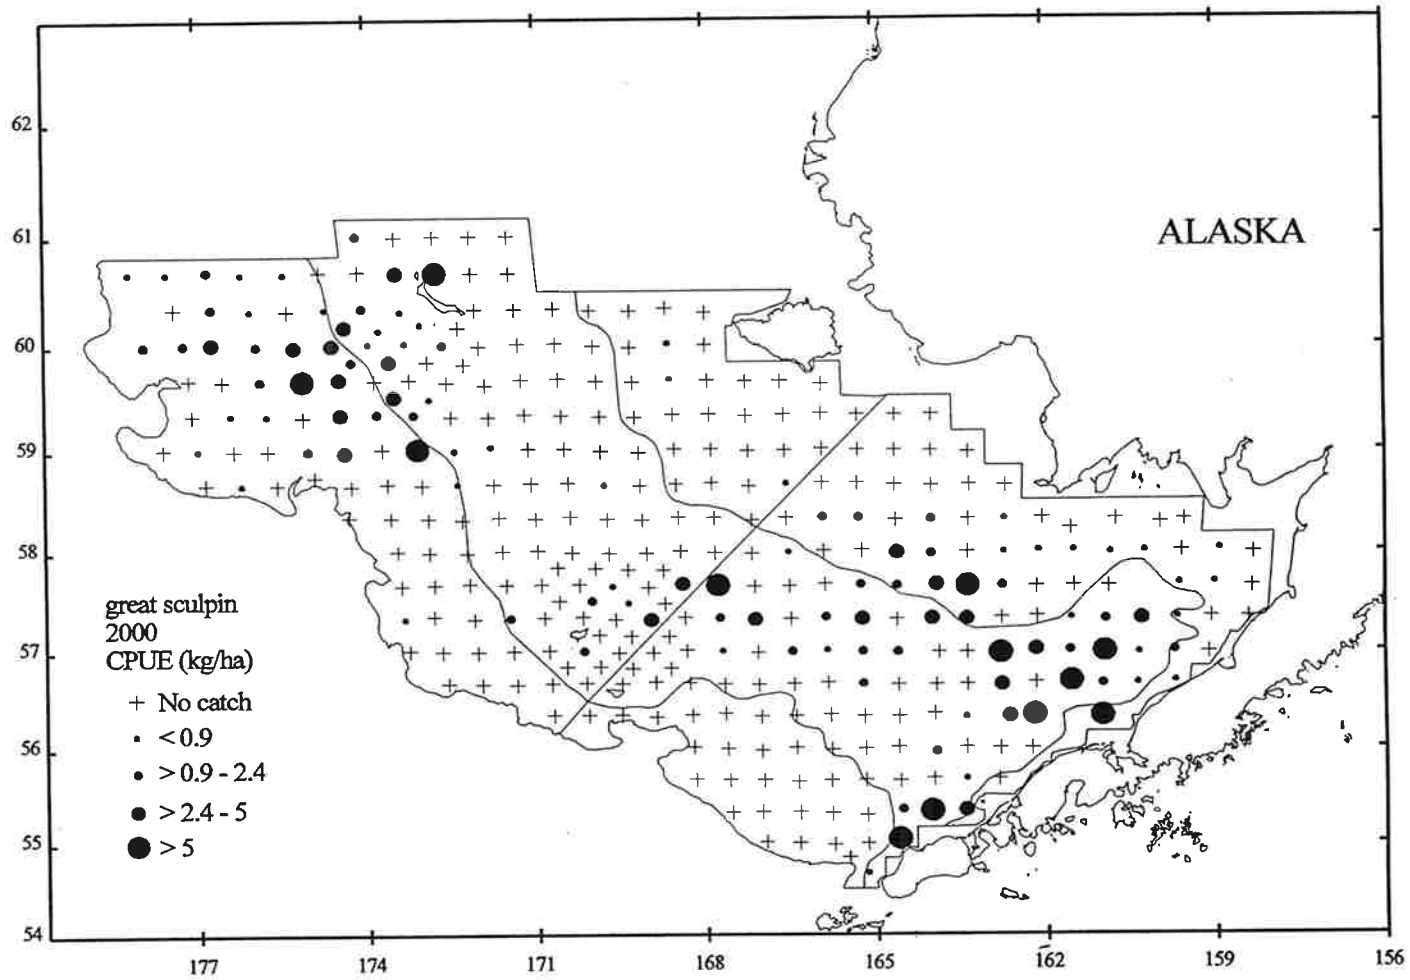 62
61
ALASKA
60
59
58
great sculpin
2000
57
CPUE (kg/ha)
+ No catch
< 0.9
56
> 0.9 - 2.4
> 2.4 - 5
55
> 5
54
177 174 171 168 165 162 159 156